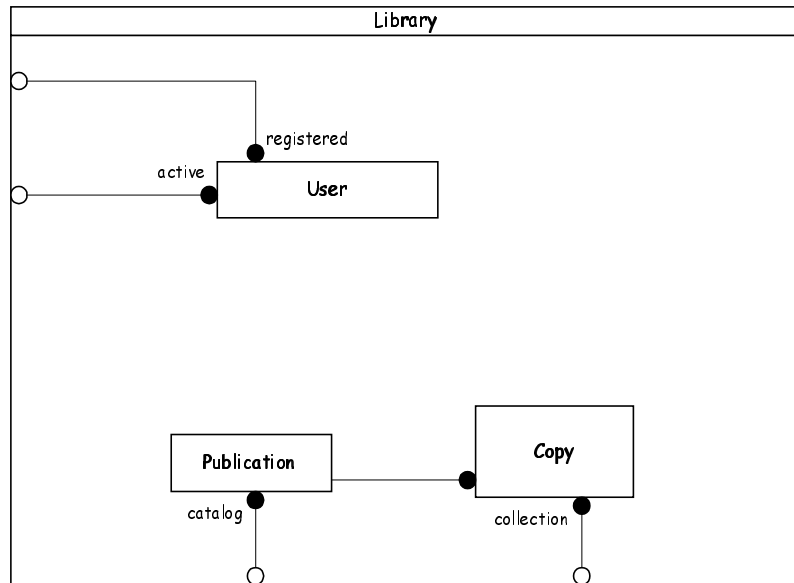 Library
registered
active
User
Publication
Copy
catalog
collection